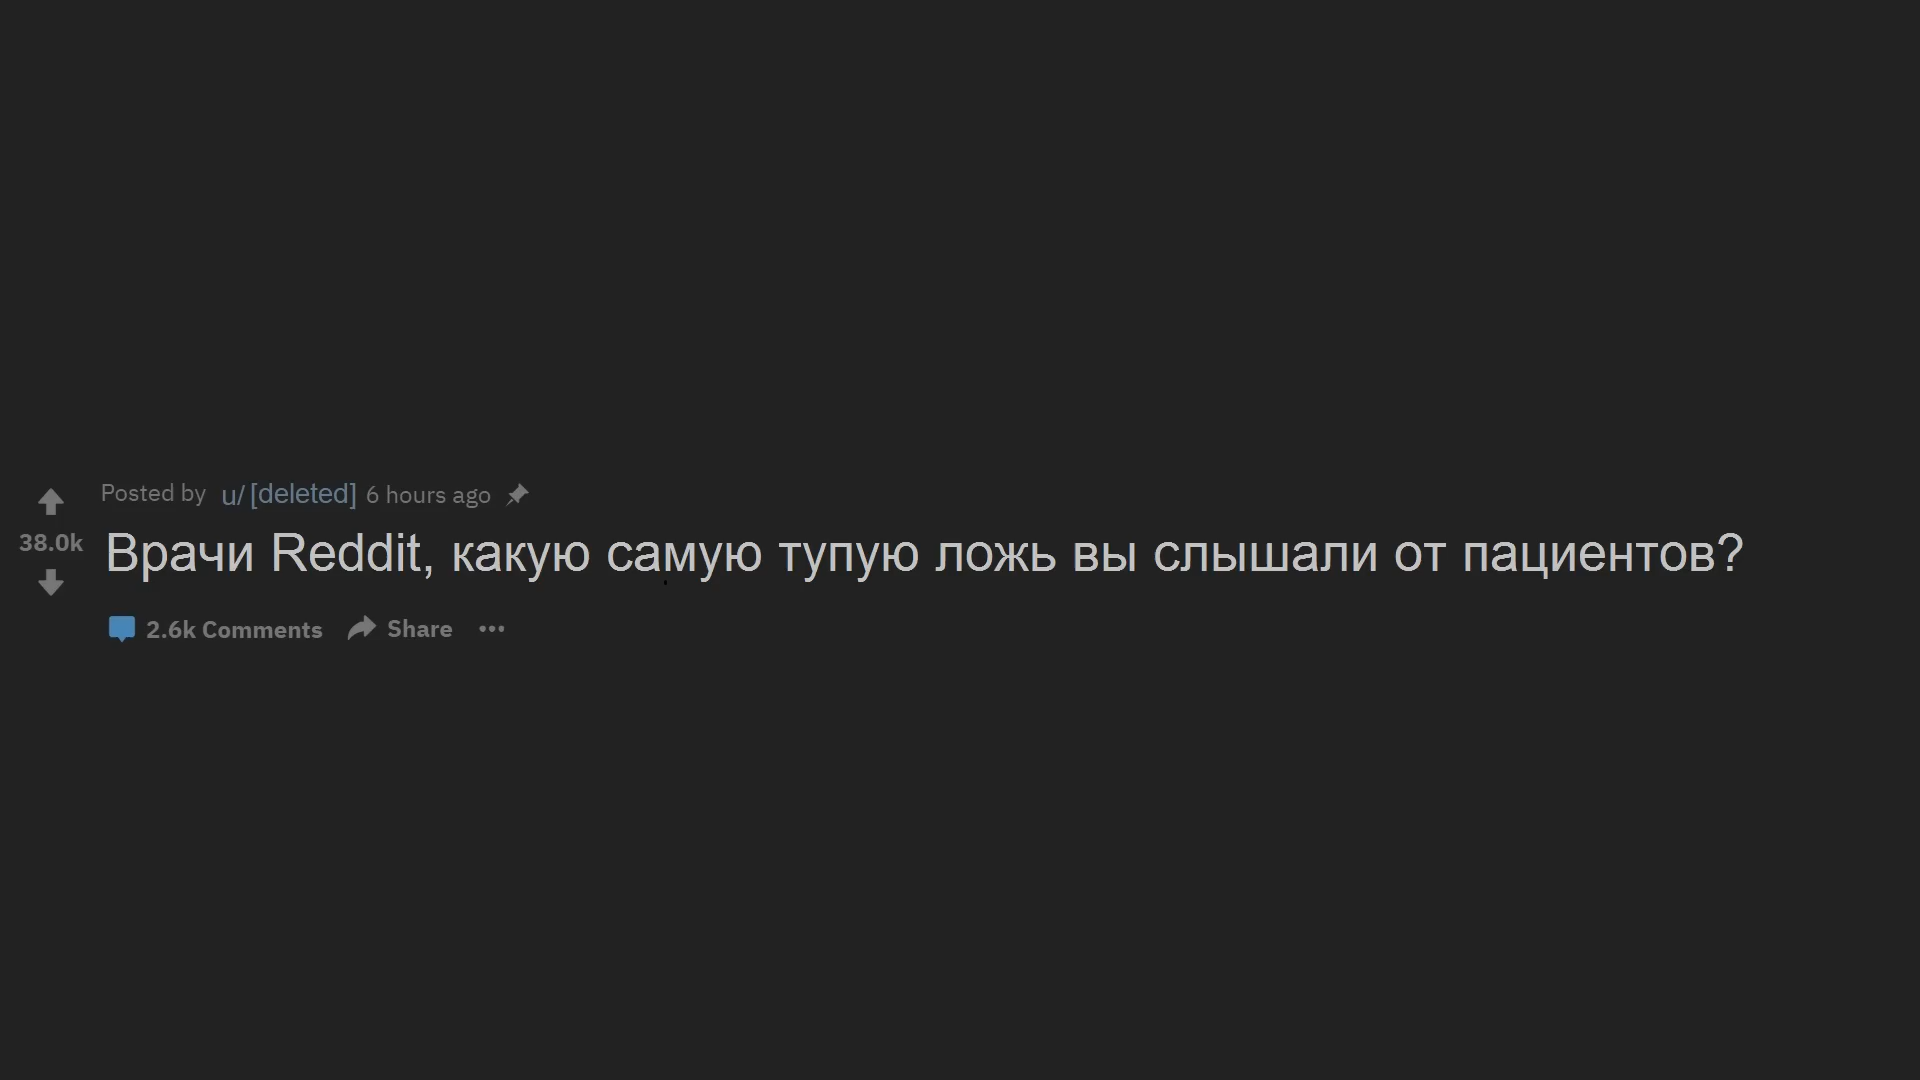 Posted by u/[deleted] 6 hours ago
38.0k
Врачи Reddit, какую самую тупую ложь вы слышали от пациентов?
2.6k Comments Share